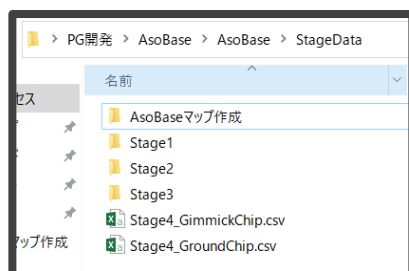 > PG開発 > AsoBase > AsoBase > StageData
名前
セス
AsoBaseマップ作成
Stage1
Stage2
Stage3
Stage4_GimmickChip.csv
マップ作成
Stage4_GroundChip.csv